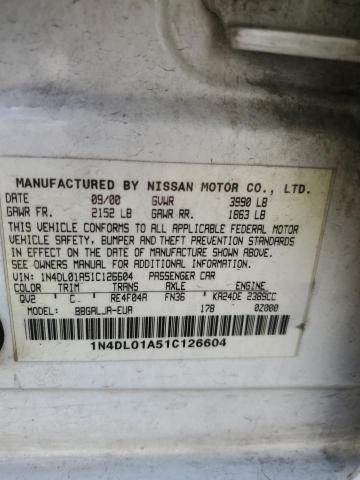 MANUFACTURED BY NISSAN MOTOR CO., LTD.
DATE 09/00 GVWR 3990 LB
GAWR FR. 2152 LB GAWR RR. 1863 LB
THIS VEHICLE CONFORMS TO ALL APPLICABLE FEDERAL MOTOR
VEHICLE SAFETY, BUMPER AND THEFT PREVENTION STANDARDS
IN EFFECT ON THE DATE OF MANUFACTURE SHOWN ABOVE.
SEE OWNERS MANUAL FOR ADDITIONAL INFORMATION
VIN: 1N4DL01A51C126604 PASSENGER CAR
COLOR TRIM TRANS AXLE ENGINE
QV2 C RE4F04A FN36 KA24DE 2389CC
MODEL: BBGALJA-EUA 178 0Z000
1N4DL01A51C126604